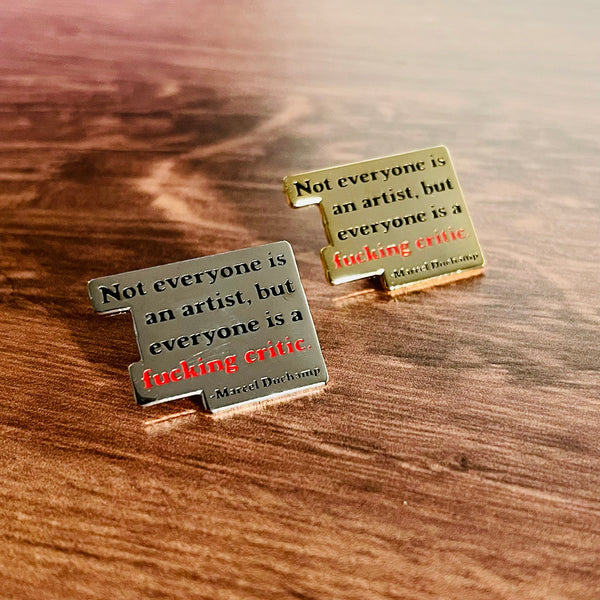 Not everyone is
an artist, but
everyone is a
fucking critic.
-Marcel Duchamp
Not everyone is
an artist, but
everyone is a
fucking critic.
-Marcel Duchamp